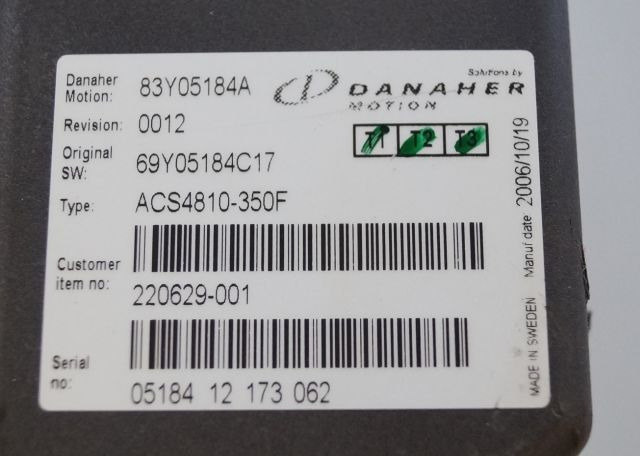 Danaher Motion: 83Y05184A
Solutions by
DANAHER
MOTION
Revision: 0012
T1 T2 T3
Original SW: 69Y05184C17
Type: ACS4810-350F
Customer item no: 220629-001
Serial no: 05184 12 173 062
MADE IN SWEDEN Manuf date 2006/10/19